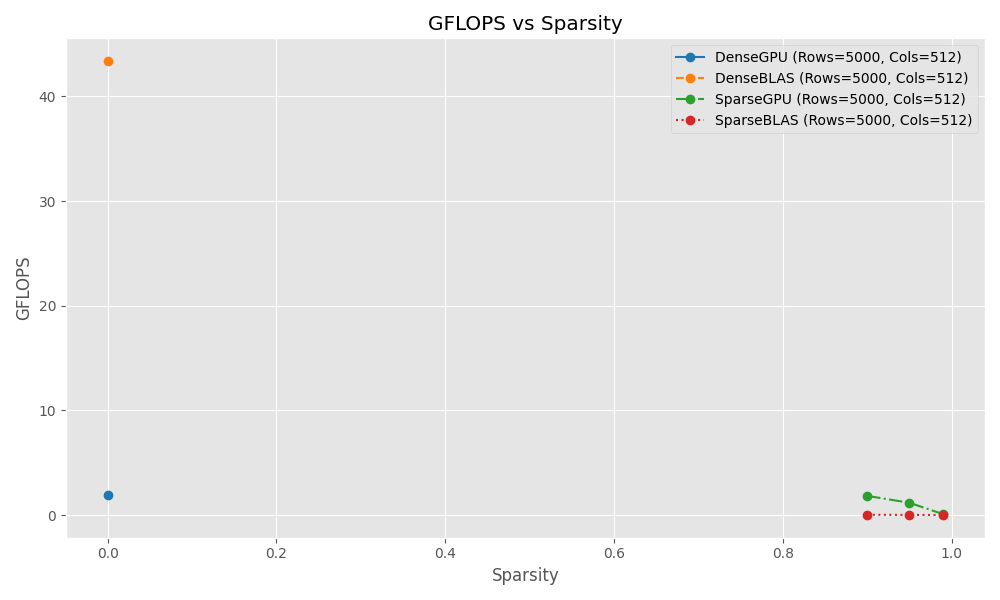 GFLOPS vs Sparsity
DenseGPU (Rows=5000, Cols=512)
DenseBLAS (Rows=5000, Cols=512)
SparseGPU (Rows=5000, Cols=512)
SparseBLAS (Rows=5000, Cols=512)
GFLOPS
40
30
20
10
0
0.0 0.2 0.4 0.6 0.8 1.0
Sparsity